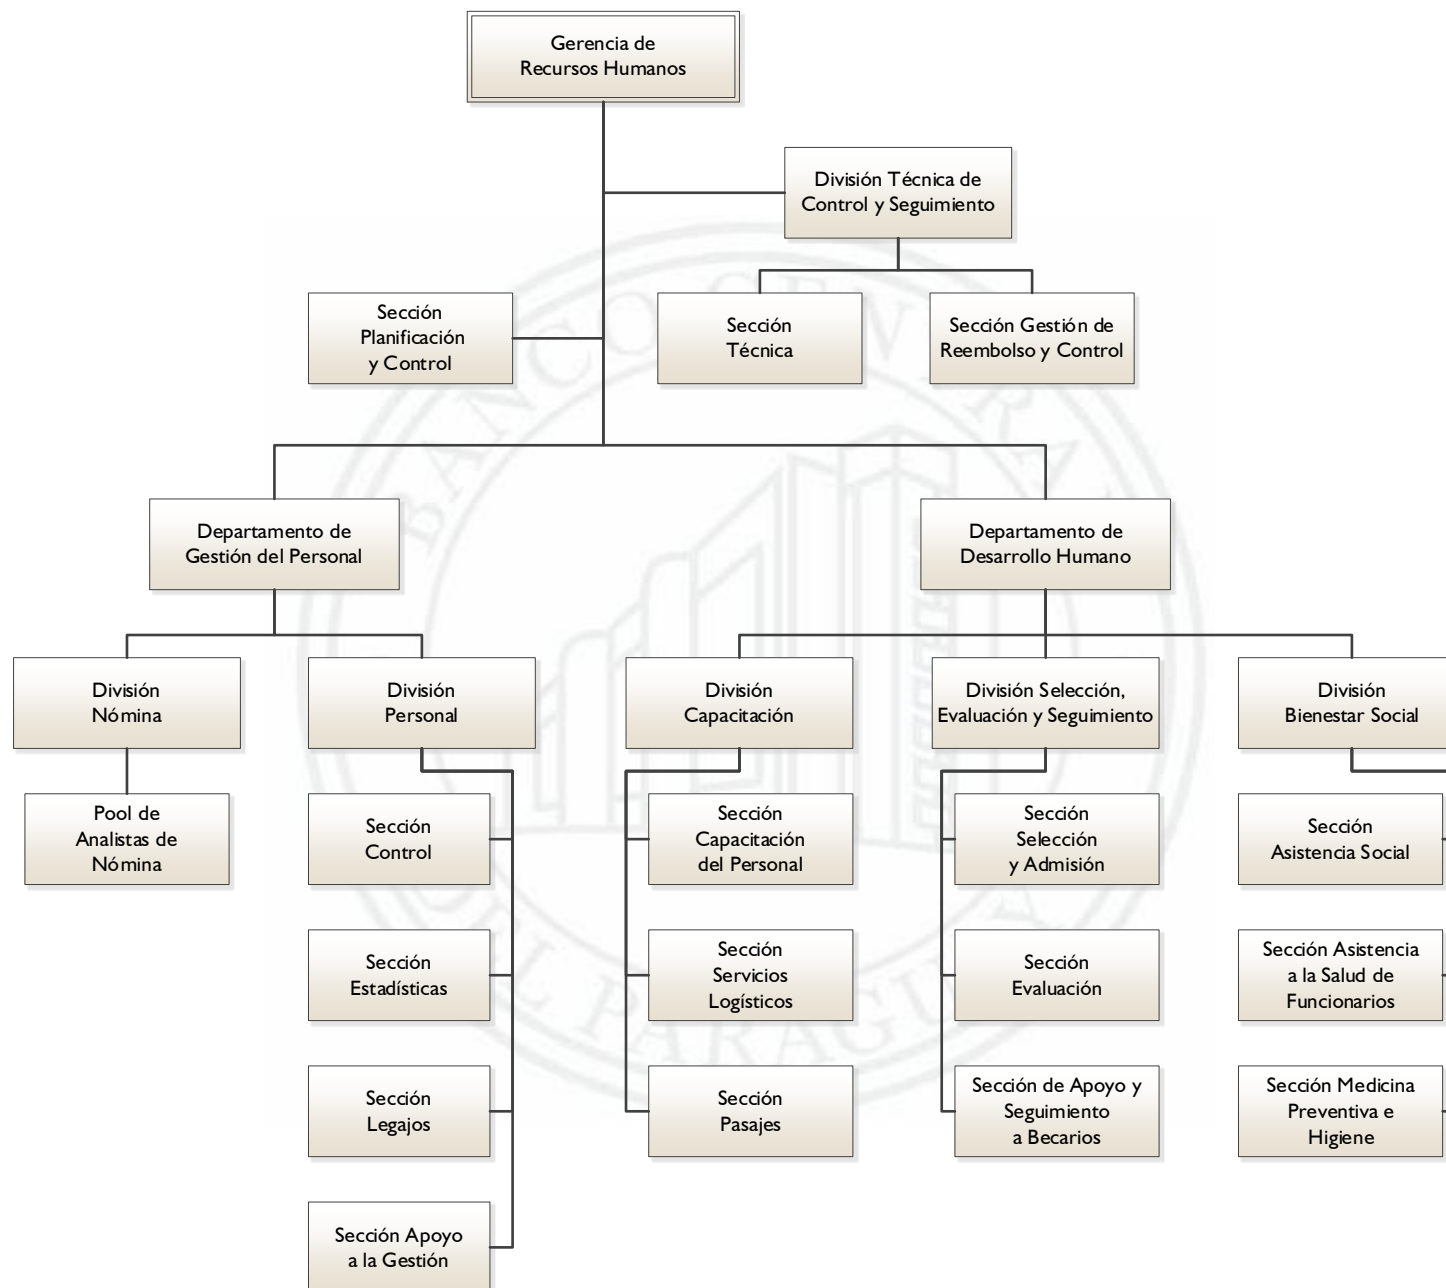 Gerencia de
Recursos Humanos
División Técnica de
Control y Seguimiento
Sección
Planificación
y Control
Sección
Técnica
Sección Gestión de
Reembolso y Control
Departamento de
Gestión del Personal
Departamento de
Desarrollo Humano
División
Nómina
División
Personal
División
Capacitación
División Selección,
Evaluación y Seguimiento
División
Bienestar Social
Pool de
Analistas de
Nómina
Sección
Control
Sección
Capacitación
del Personal
Sección
Selección
y Admisión
Sección
Asistencia Social
Sección
Estadísticas
Sección
Servicios
Logísticos
Sección
Evaluación
Sección Asistencia
a la Salud de
Funcionarios
Sección
Legajos
Sección
Pasajes
Sección de Apoyo y
Seguimiento
a Becarios
Sección Medicina
Preventiva e
Higiene
Sección Apoyo
a la Gestión
BANCO CENTRAL
DEL PARAGUAY